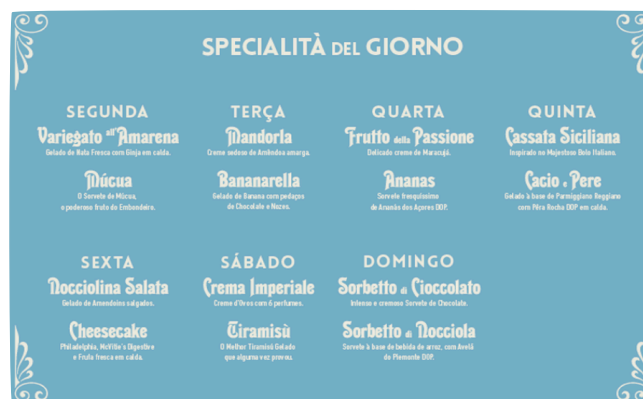 SPECIALITÀ DEL GIORNO
SEGUNDA
Variegato all'Amarena
Gelado de Nata Fresca com Ginja em calda.
Múcua
O Sorvete de Múcua,
o poderoso fruto do Embondeiro.
TERÇA
Mandorla
Creme sedoso de Amêndoa amarga.
Bananarella
Gelado de Banana com pedaços
de Chocolate e Nozes.
QUARTA
Frutto della Passione
Delicado creme de Maracujá.
Ananas
Sorvete fresquíssimo
de Ananás dos Açores DOP.
QUINTA
Cassata Siciliana
Inspirado no Majestoso Bolo Italiano.
Cacio e Pere
Gelado à base de Parmiggiano Reggiano
com Pêra Rocha DOP em calda.
SEXTA
Nocciolina Salata
Gelado de Amendoins salgados.
Cheesecake
Philadelphia, McVitie's Digestive
e Fruta fresca em calda.
SÁBADO
Crema Imperiale
Creme d'Ovos com 6 perfumes.
Tiramisù
O Melhor Tiramisù Gelado
que alguma vez provou.
DOMINGO
Sorbetto di Cioccolato
Intenso e cremoso Sorvete de Chocolate.
Sorbetto di Nocciola
Sorvete à base de bebida de arroz, com Avelã
do Piemonte DOP.